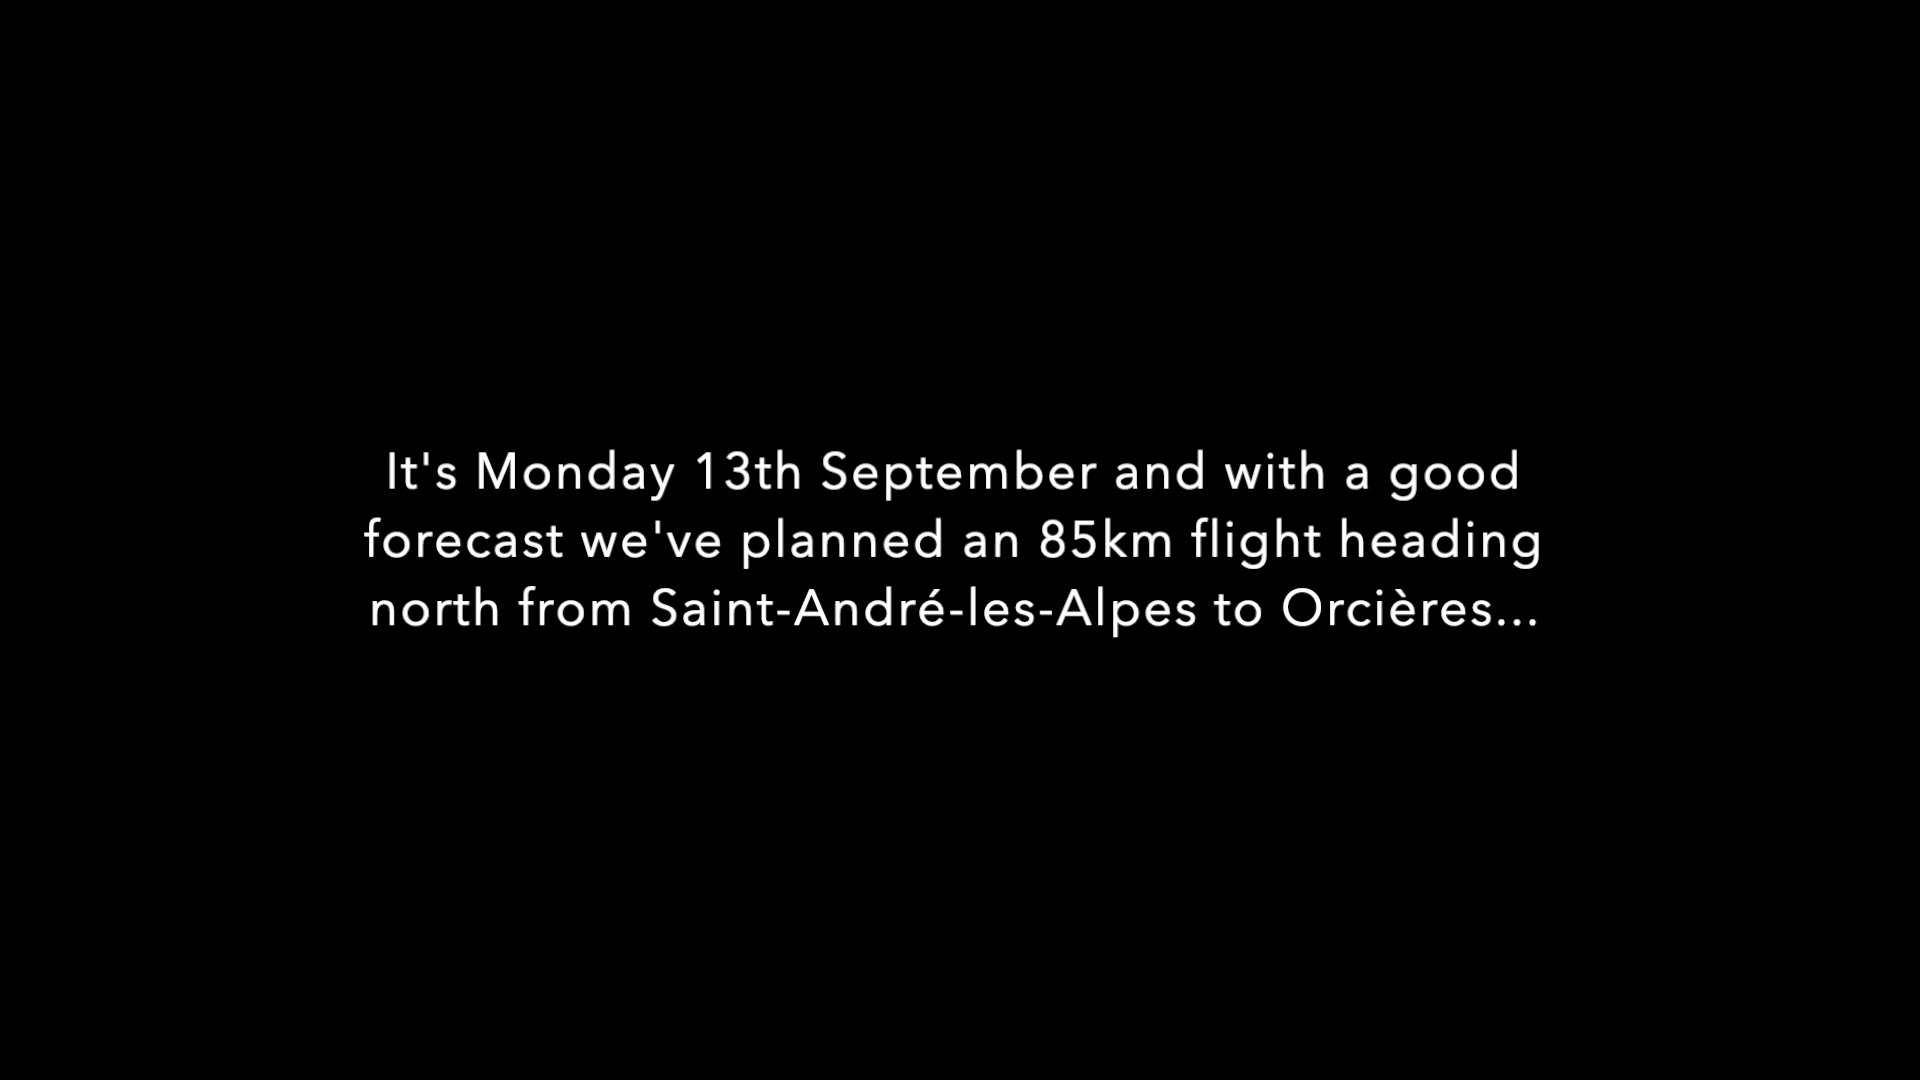 It's Monday 13th September and with a good
forecast we've planned an 85km flight heading
north from Saint-André-les-Alpes to Orcières...